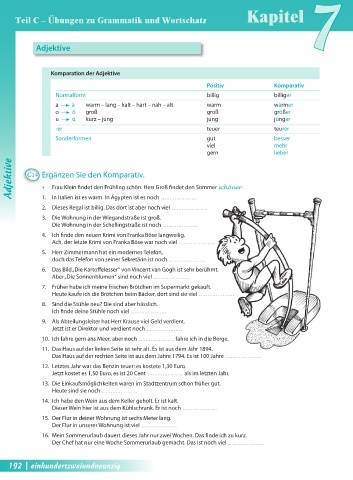 Teil C – Übungen zu Grammatik und Wortschatz
Kapitel 7
Adjektive
Komparation der Adjektive
Positiv Komparativ
Normalform billig billiger
a → ä warm – lang – kalt – hart – nah – alt warm wärmer
o → ö groß groß größer
u → ü kurz – jung jung jünger
-er teuer teurer
Sonderformen gut besser
viel mehr
gern lieber
Adjektive
C14 Ergänzen Sie den Komparativ.
• Frau Klein findet den Frühling schön. Herr Groß findet den Sommer schöner.
1. In Italien ist es warm. In Ägypten ist es noch ....................
2. Dieses Regal ist billig. Das dort ist aber noch viel ....................
3. Die Wohnung in der Wiegandstraße ist groß.
Die Wohnung in der Schellingstraße ist noch ....................
4. Ich finde den neuen Krimi von Franka Böse langweilig.
Ach, der letzte Krimi von Franka Böse war noch viel ....................
5. Herr Zimmermann hat ein modernes Telefon,
doch das Telefon von seiner Sekretärin ist noch ....................
6. Das Bild „Die Kartoffelesser“ von Vincent van Gogh ist sehr berühmt.
Aber „Die Sonnenblumen“ sind noch viel ....................
7. Früher habe ich meine frischen Brötchen im Supermarkt gekauft.
Heute kaufe ich die Brötchen beim Bäcker, dort sind sie viel ....................
8. Sind die Stühle neu? Die sind aber hässlich.
Ich finde deine Stühle noch viel ....................
9. Als Abteilungsleiter hat Herr Krause viel Geld verdient.
Jetzt ist er Direktor und verdient noch ....................
10. Ich fahre gern ans Meer, aber noch .................... fahre ich in die Berge.
11. Das Haus auf der linken Seite ist sehr alt. Es ist aus dem Jahr 1894.
Das Haus auf der rechten Seite ist aus dem Jahre 1794. Es ist 100 Jahre ....................
12. Letztes Jahr war das Benzin teuer: es kostete 1,30 Euro.
Jetzt kostet es 1,50 Euro, es ist 20 Cent .................... als im letzten Jahr.
13. Die Einkaufsmöglichkeiten waren im Stadtzentrum schon früher gut.
Heute sind sie noch ....................
14. Ich habe den Wein aus dem Keller geholt. Er ist kalt.
Dieser Wein hier ist aus dem Kühlschrank. Er ist noch ....................
15. Der Flur in deiner Wohnung ist sechs Meter lang.
Der Flur in unserer Wohnung ist viel ....................
16. Mein Sommerurlaub dauert dieses Jahr nur zwei Wochen. Das finde ich zu kurz.
Der Chef hat nur eine Woche Sommerurlaub gemacht. Das ist noch viel ....................
192 | einhundertzweiundneunzig